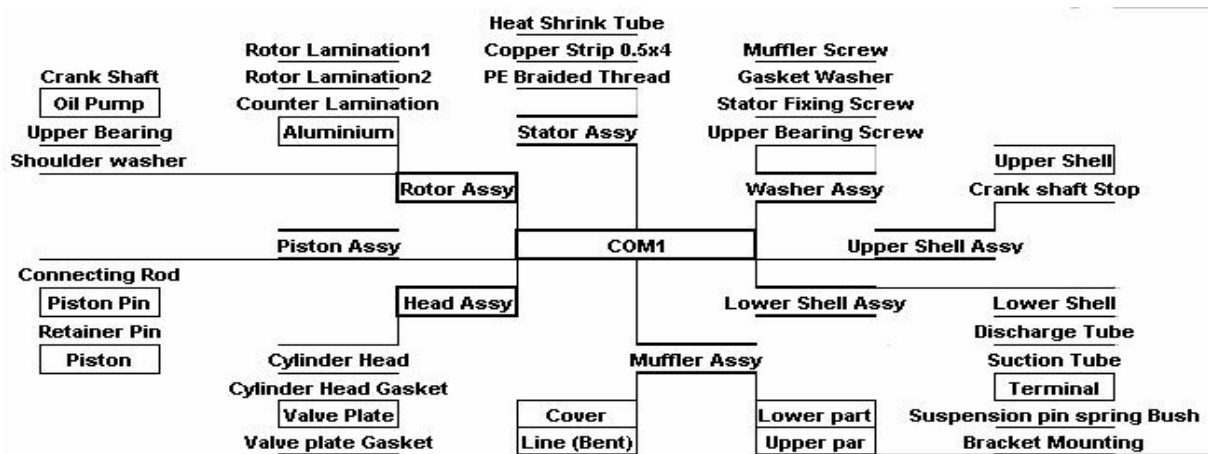 Heat Shrink Tube
Rotor Lamination1 Copper Strip 0.5x4 Muffler Screw
Crank Shaft Rotor Lamination2 PE Braided Thread Gasket Washer
Oil Pump Counter Lamination Stator Fixing Screw
Upper Bearing Aluminium Stator Assy Upper Bearing Screw
Shoulder washer Upper Shell
Rotor Assy Washer Assy Crank shaft Stop
Piston Assy COM1 Upper Shell Assy
Connecting Rod
Piston Pin Head Assy Lower Shell Assy Lower Shell
Retainer Pin Discharge Tube
Piston Cylinder Head Muffler Assy Suction Tube
Cylinder Head Gasket Terminal
Valve Plate Cover Lower part Suspension pin spring Bush
Valve plate Gasket Line (Bent) Upper par Bracket Mounting